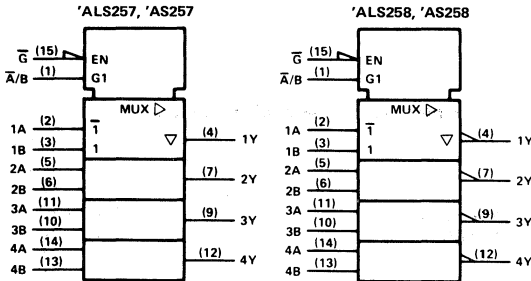 'ALS257, 'AS257
G̅ (15) EN
A̅/B (1) G1
MUX ▷
1A (2) 1̅ ▽ (4) 1Y
1B (3) 1
2A (5) (7) 2Y
2B (6)
3A (11) (9) 3Y
3B (10)
4A (14) (12) 4Y
4B (13)
'ALS258, 'AS258
G̅ (15) EN
A̅/B (1) G1
MUX ▷
1A (2) 1̅ ▽ (4) 1Y
1B (3) 1
2A (5) (7) 2Y
2B (6)
3A (11) (9) 3Y
3B (10)
4A (14) (12) 4Y
4B (13)